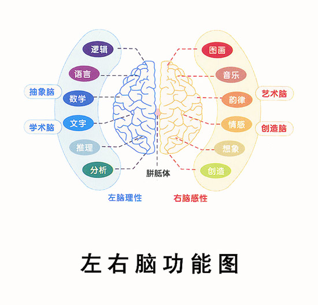 逻辑
语言
数学
文字
推理
分析
抽象脑
学术脑
图画
音乐
韵律
情感
想象
创造
艺术脑
创造脑
胼胝体
左脑理性
右脑感性
左右脑功能图